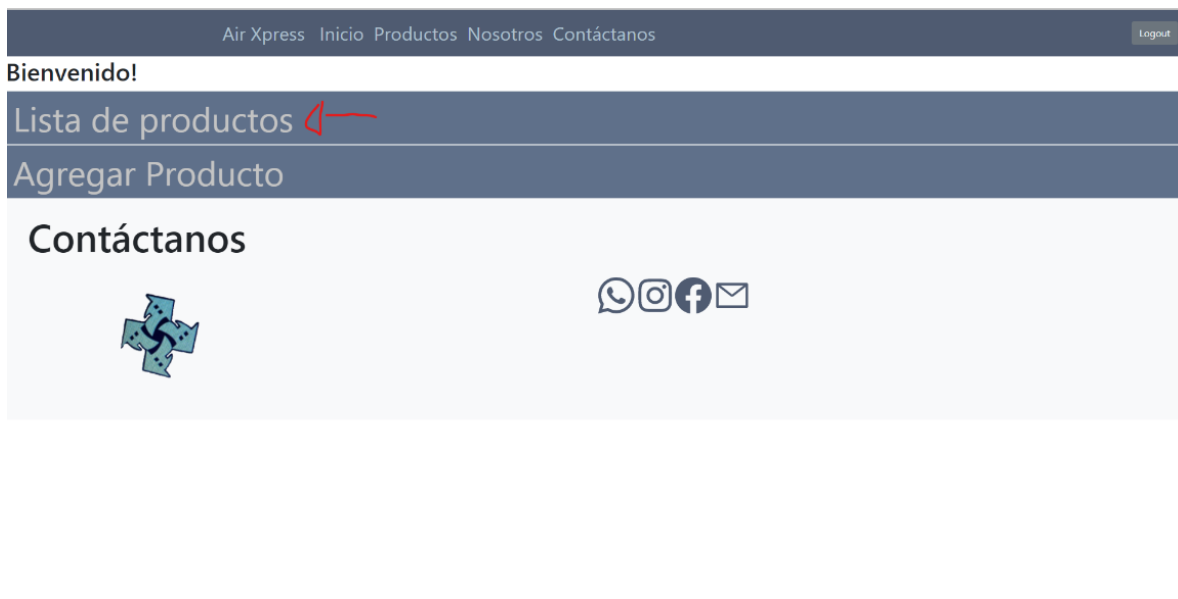 Air Xpress Inicio Productos Nosotros Contáctanos Logout
Bienvenido!
Lista de productos
Agregar Producto
Contáctanos